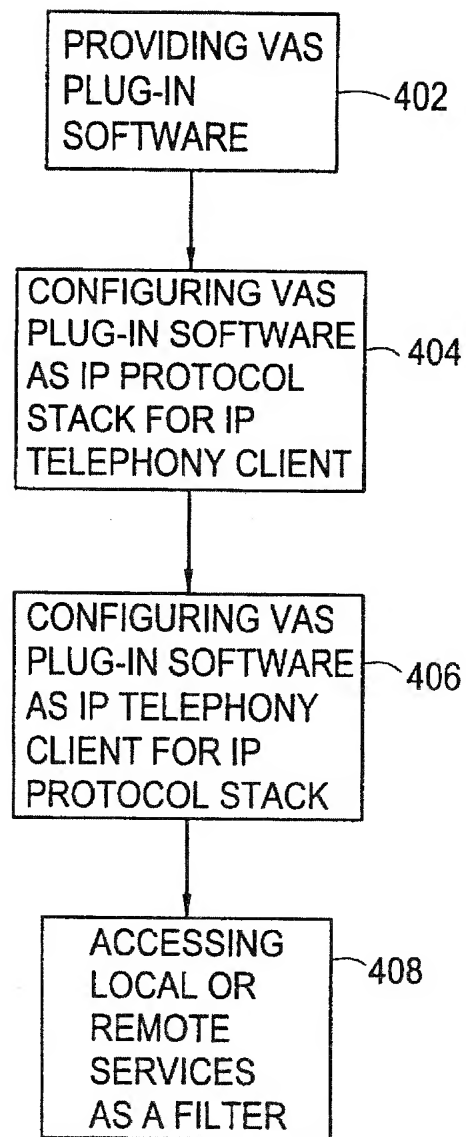 PROVIDING VAS
PLUG-IN
SOFTWARE
402
CONFIGURING VAS
PLUG-IN SOFTWARE
AS IP PROTOCOL
STACK FOR IP
TELEPHONY CLIENT
404
CONFIGURING VAS
PLUG-IN SOFTWARE
AS IP TELEPHONY
CLIENT FOR IP
PROTOCOL STACK
406
ACCESSING
LOCAL OR
REMOTE
SERVICES
AS A FILTER
408